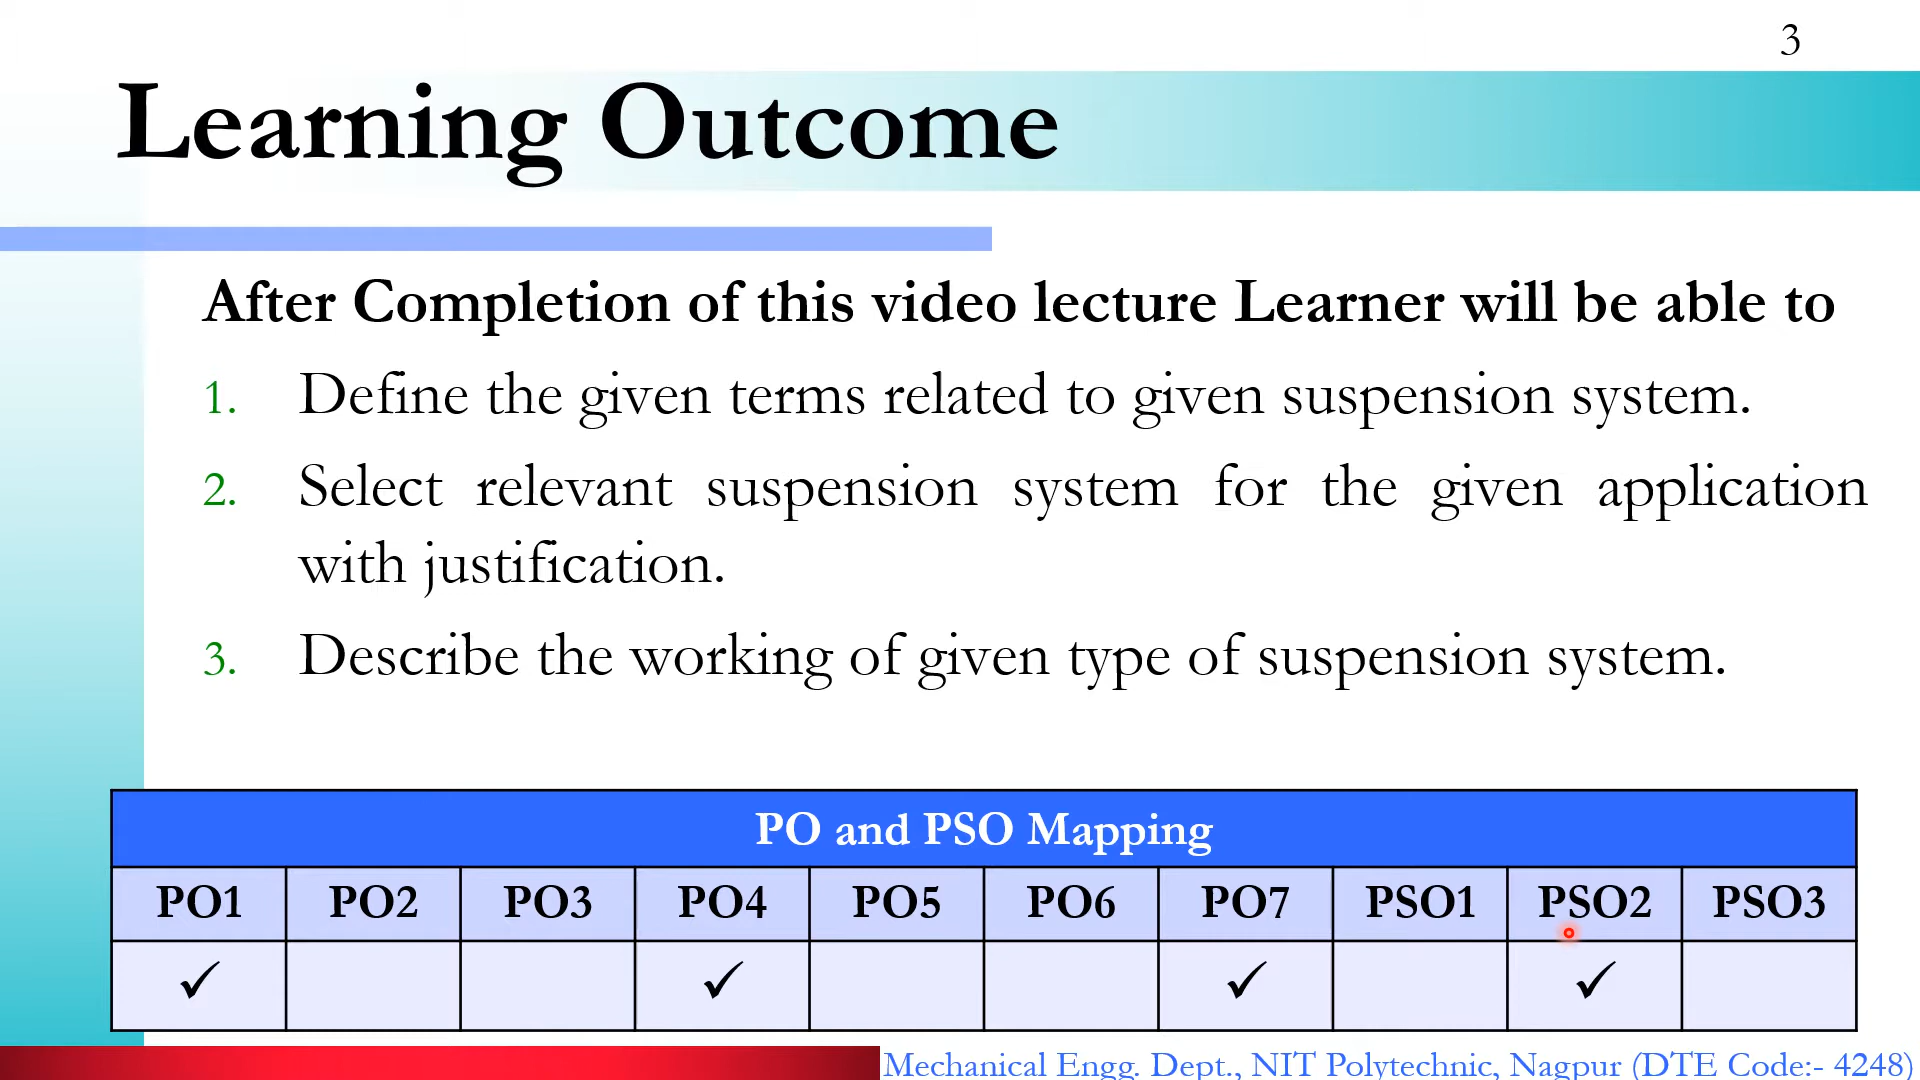 3
Learning Outcome
After Completion of this video lecture Learner will be able to
1. Define the given terms related to given suspension system.
2. Select relevant suspension system for the given application
with justification.
3. Describe the working of given type of suspension system.
PO and PSO Mapping
PO1 PO2 PO3 PO4 PO5 PO6 PO7 PSO1 PSO2 PSO3
✓ ✓ ✓ ✓
Mechanical Engg. Dept., NIT Polytechnic, Nagpur (DTE Code:- 4248)